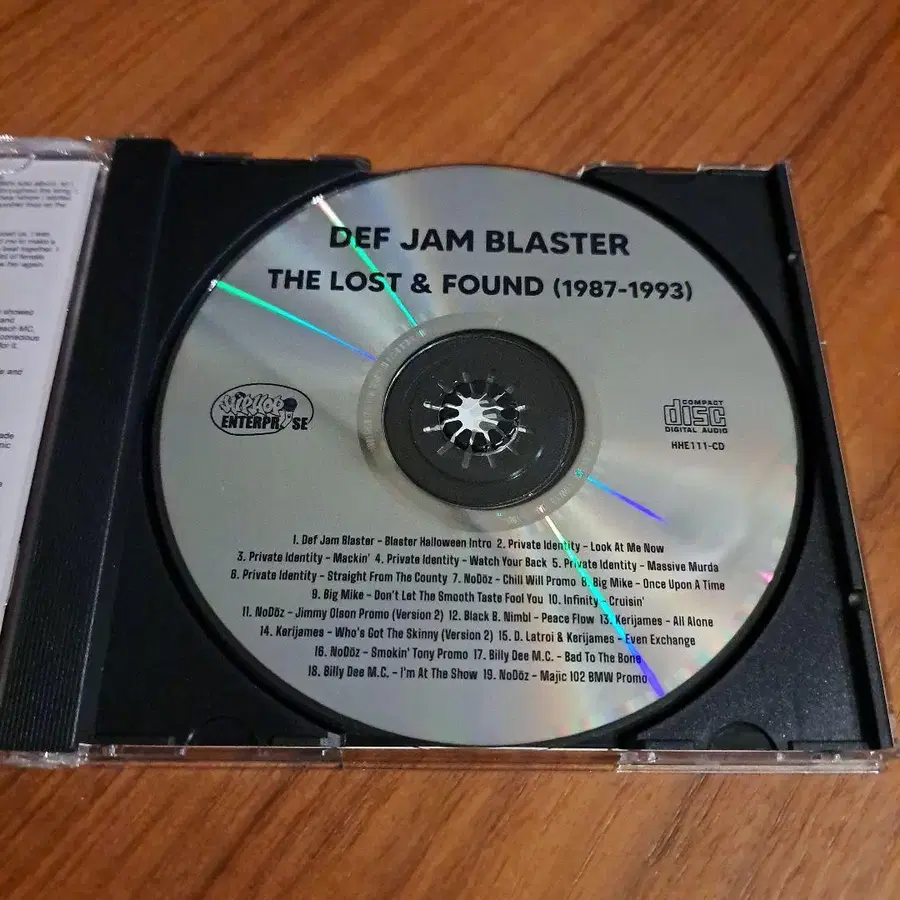 DEF JAM BLASTER
THE LOST & FOUND (1987-1993)
HIPHOP
ENTERPRISE
COMPACT
disc
DIGITAL AUDIO
HHE111-CD
1. Def Jam Blaster - Blaster Halloween Intro 2. Private Identity - Look At Me Now
3. Private Identity - Mackin' 4. Private Identity - Watch Your Back 5. Private Identity - Massive Murda
6. Private Identity - Straight From The County 7. NoDöz - Chill Will Promo 8. Big Mike - Once Upon A Time
9. Big Mike - Don't Let The Smooth Taste Fool You 10. Infinity - Cruisin'
11. NoDöz - Jimmy Olson Promo (Version 2) 12. Black B. Nimbl - Peace Flow 13. Kerijames - All Alone
14. Kerijames - Who's Got The Skinny (Version 2) 15. D. Latroi & Kerijames - Even Exchange
16. NoDöz - Smokin' Tony Promo 17. Billy Dee M.C. - Bad To The Bone
18. Billy Dee M.C. - I'm At The Show 19. NoDöz - Majic 102 BMW Promo